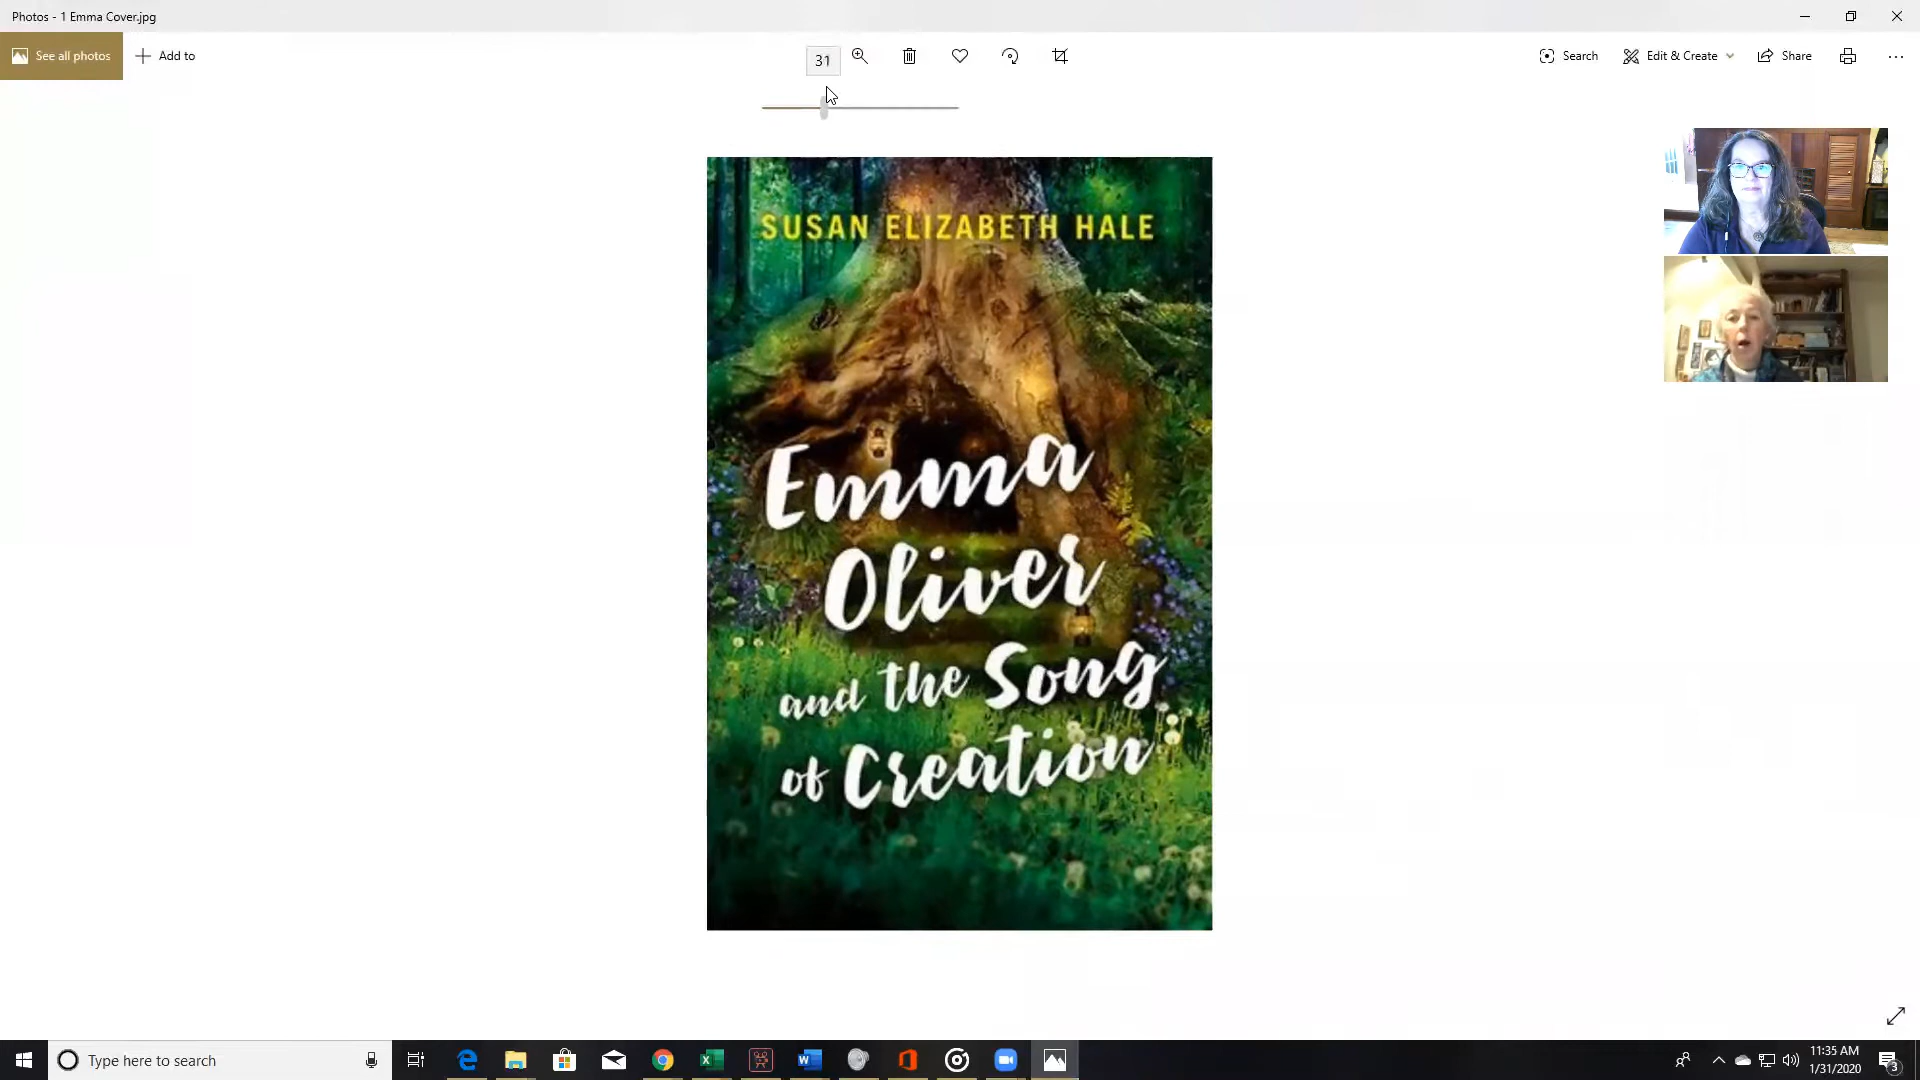 Photos - 1 Emma Cover.jpg
See all photos
Add to
31
Search
Edit & Create
Share
SUSAN ELIZABETH HALE
Emma
Oliver
and the Song
of Creation
Type here to search
11:35 AM
1/31/2020
3